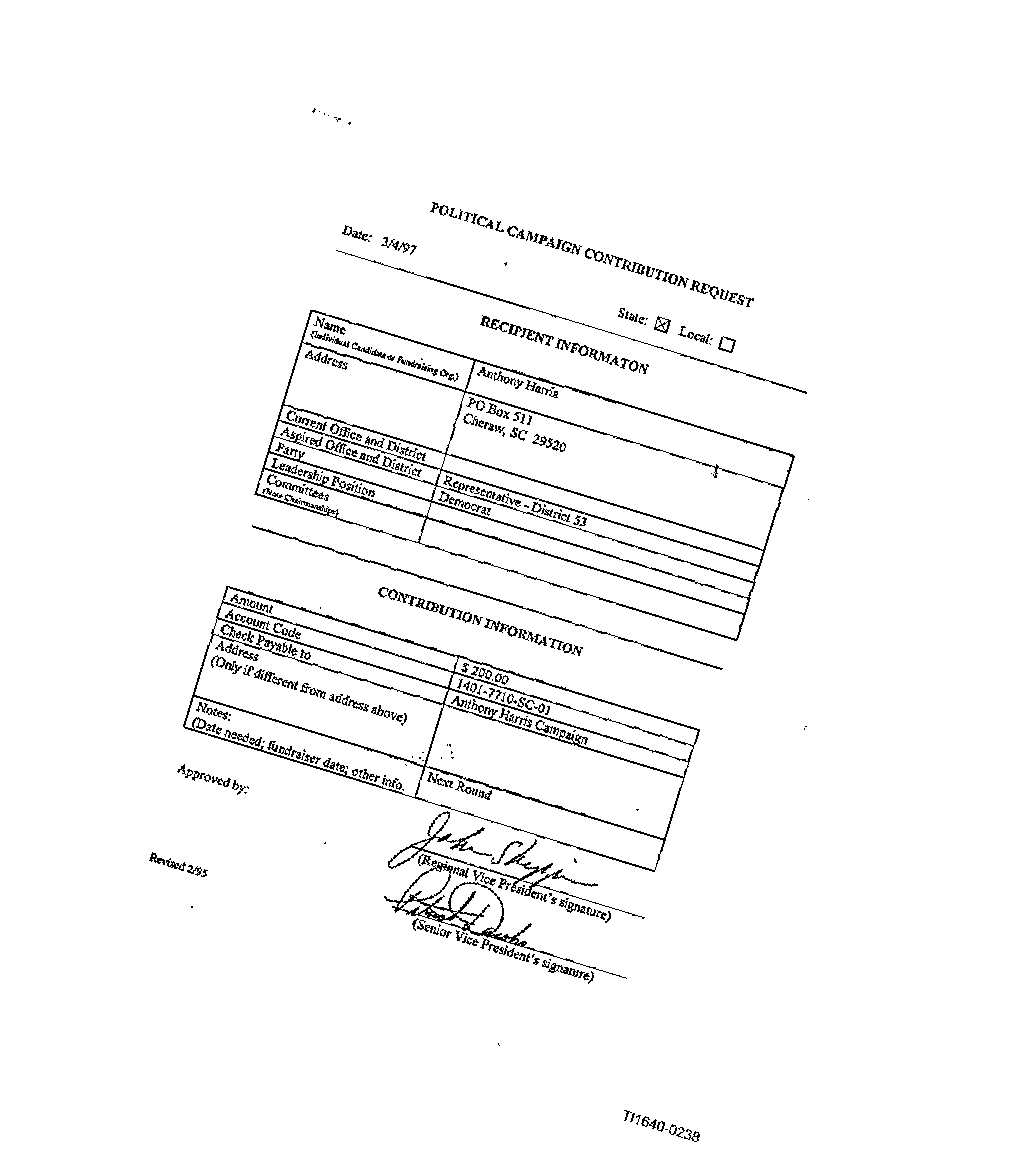 POLITICAL CAMPAIGN CONTRIBUTION REQUEST
Date: 2/4/97
State: ☒ Local: ☐
RECIPIENT INFORMATON
Name
(Individual Candidate or Fundraising Org.)
Anthony Harris
Address
PO Box 511
Cheraw, SC 29520
Current Office and District
Aspired Office and District
Representative - District 53
Party
Democrat
Leadership Position
Committees
(Note Chairmanships)
CONTRIBUTION INFORMATION
Amount
$ 200.00
Account Code
1401-7710-SC-01
Check Payable to
Anthony Harris Campaign
Address
(Only if different from address above)
Notes:
(Date needed; fundraiser date; other info.
Next Round
Approved by:
John
(Regional Vice President's signature)
(Senior Vice President's signature)
Revised 2/95
TI1640-0238